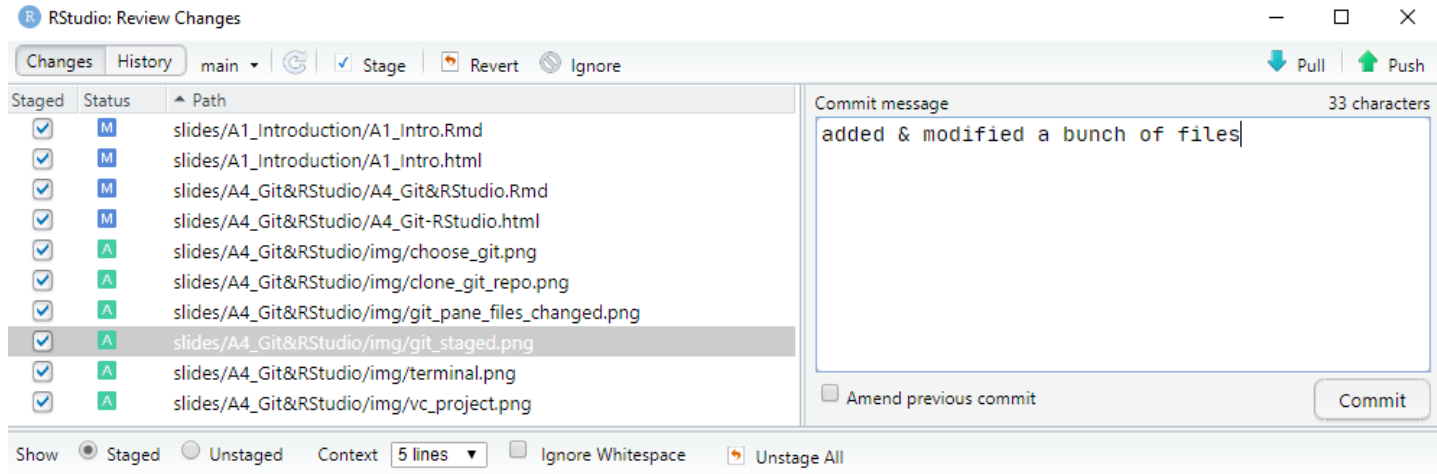 R RStudio: Review Changes
Changes History main Stage Revert Ignore Pull Push
Staged Status Path
M slides/A1_Introduction/A1_Intro.Rmd
M slides/A1_Introduction/A1_Intro.html
M slides/A4_Git&RStudio/A4_Git&RStudio.Rmd
M slides/A4_Git&RStudio/A4_Git-RStudio.html
A slides/A4_Git&RStudio/img/choose_git.png
A slides/A4_Git&RStudio/img/clone_git_repo.png
A slides/A4_Git&RStudio/img/git_pane_files_changed.png
A slides/A4_Git&RStudio/img/git_staged.png
A slides/A4_Git&RStudio/img/terminal.png
A slides/A4_Git&RStudio/img/vc_project.png
Commit message 33 characters
added & modified a bunch of files
Amend previous commit Commit
Show Staged Unstaged Context 5 lines Ignore Whitespace Unstage All